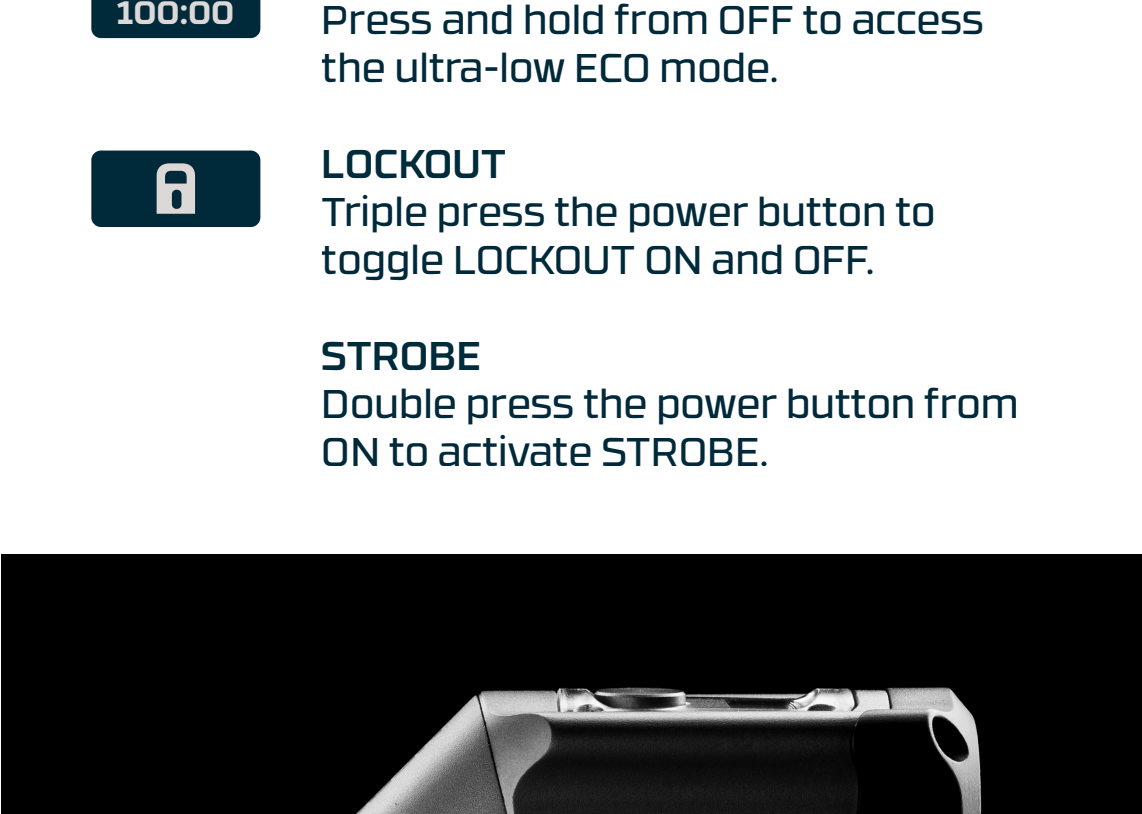 100:00
Press and hold from OFF to access
the ultra-low ECO mode.
LOCKOUT
Triple press the power button to
toggle LOCKOUT ON and OFF.
STROBE
Double press the power button from
ON to activate STROBE.